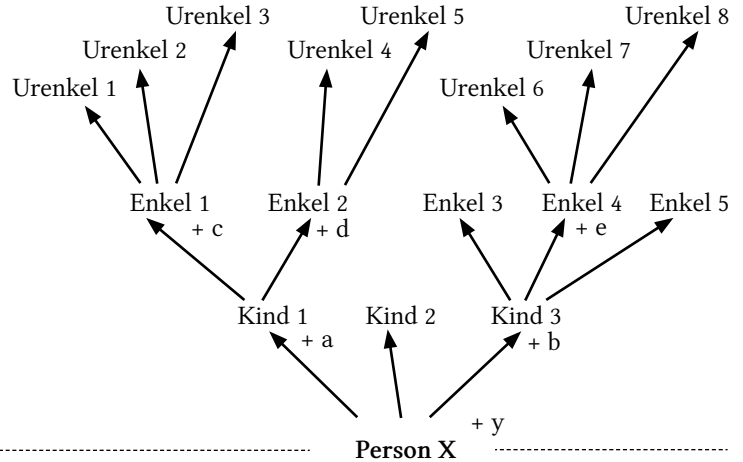 Urenkel 3 Urenkel 5 Urenkel 8
Urenkel 2 Urenkel 4 Urenkel 7
Urenkel 1 Urenkel 6
Enkel 1 Enkel 2 Enkel 3 Enkel 4 Enkel 5
+ c + d + e
Kind 1 Kind 2 Kind 3
+ a + b
+ y
Person X